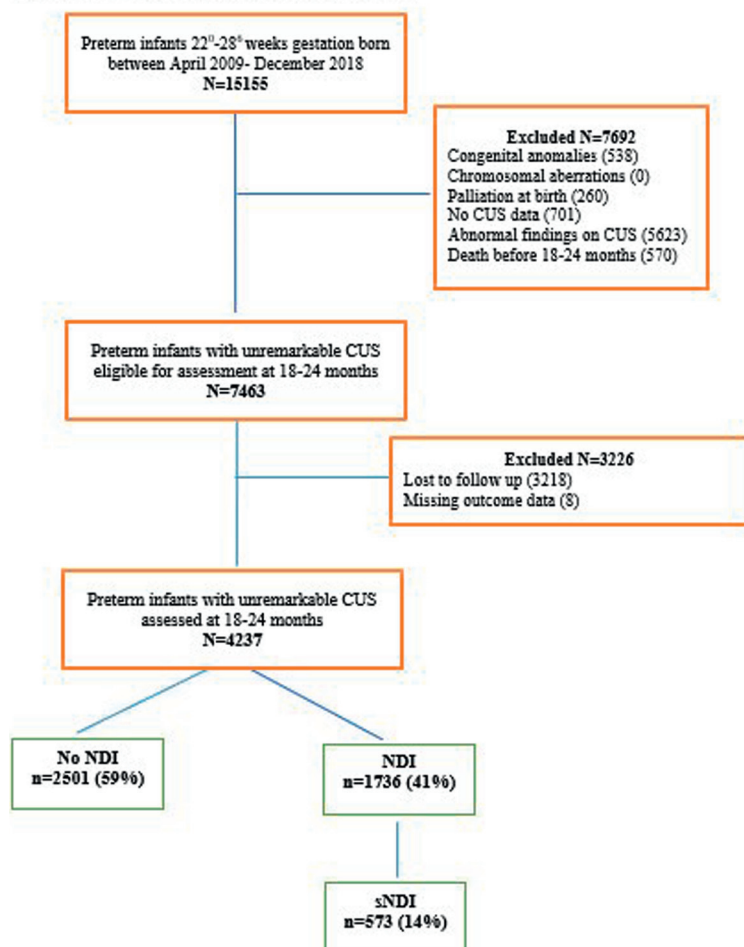 Preterm infants 22⁰-28⁶ weeks gestation born
between April 2009- December 2018
N=15155
Excluded N=7692
Congenital anomalies (538)
Chromosomal aberrations (0)
Palliation at birth (260)
No CUS data (701)
Abnormal findings on CUS (5623)
Death before 18-24 months (570)
Preterm infants with unremarkable CUS
eligible for assessment at 18-24 months
N=7463
Excluded N=3226
Lost to follow up (3218)
Missing outcome data (8)
Preterm infants with unremarkable CUS
assessed at 18-24 months
N=4237
No NDI
n=2501 (59%)
NDI
n=1736 (41%)
sNDI
n=573 (14%)